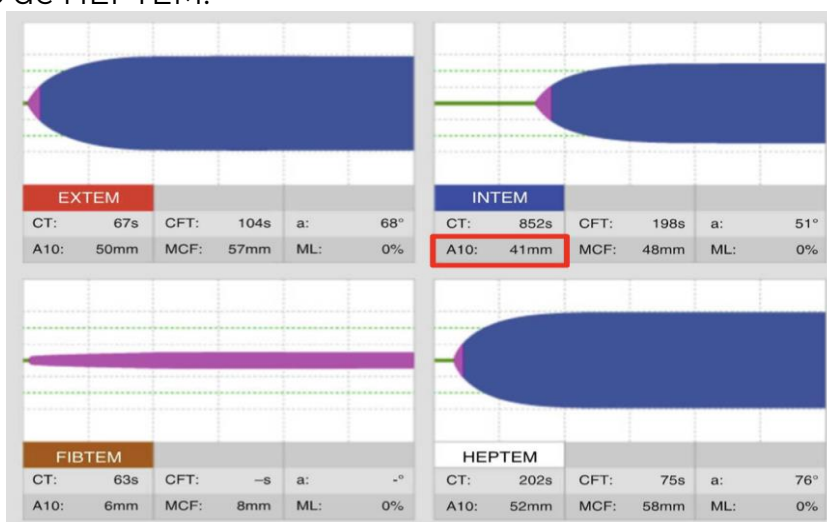 de HEPTEM.
EXTEM
CT: 67s CFT: 104s a: 68°
A10: 50mm MCF: 57mm ML: 0%
INTEM
CT: 852s CFT: 198s a: 51°
A10: 41mm MCF: 48mm ML: 0%
FIBTEM
CT: 63s CFT: –s a: -°
A10: 6mm MCF: 8mm ML: 0%
HEPTEM
CT: 202s CFT: 75s a: 76°
A10: 52mm MCF: 58mm ML: 0%